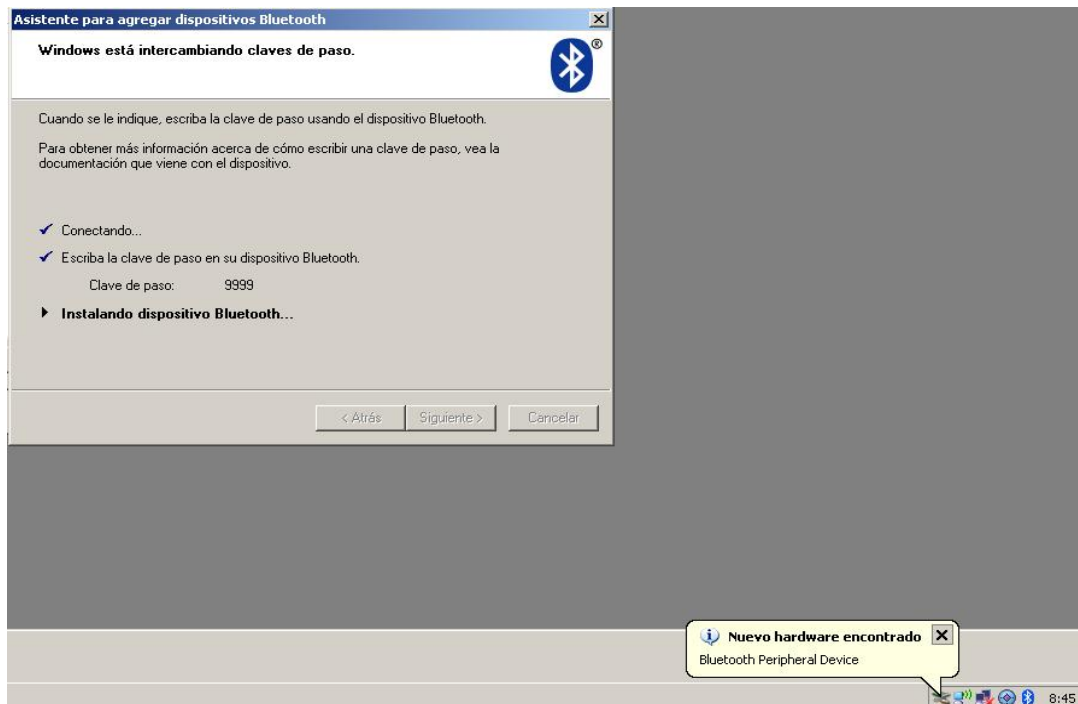 Asistente para agregar dispositivos Bluetooth
Windows está intercambiando claves de paso.
®
Cuando se le indique, escriba la clave de paso usando el dispositivo Bluetooth.
Para obtener más información acerca de cómo escribir una clave de paso, vea la
documentación que viene con el dispositivo.
Conectando...
Escriba la clave de paso en su dispositivo Bluetooth.
Clave de paso: 9999
Instalando dispositivo Bluetooth...
< Atrás Siguiente > Cancelar
Nuevo hardware encontrado
Bluetooth Peripheral Device
8:45